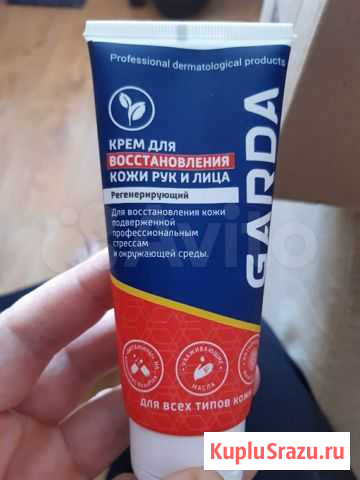 Professional dermatological products
КРЕМ ДЛЯ
ВОССТАНОВЛЕНИЯ
КОЖИ РУК И ЛИЦА
Регенерирующий
Для восстановления кожи
подверженной
профессиональным
стрессам
и окружающей среды.
GARDA
УХАЖИВАЮЩИЕ
МАСЛА
ДЛЯ ВСЕХ ТИПОВ КОЖИ
Avito
KupluSrazu.ru